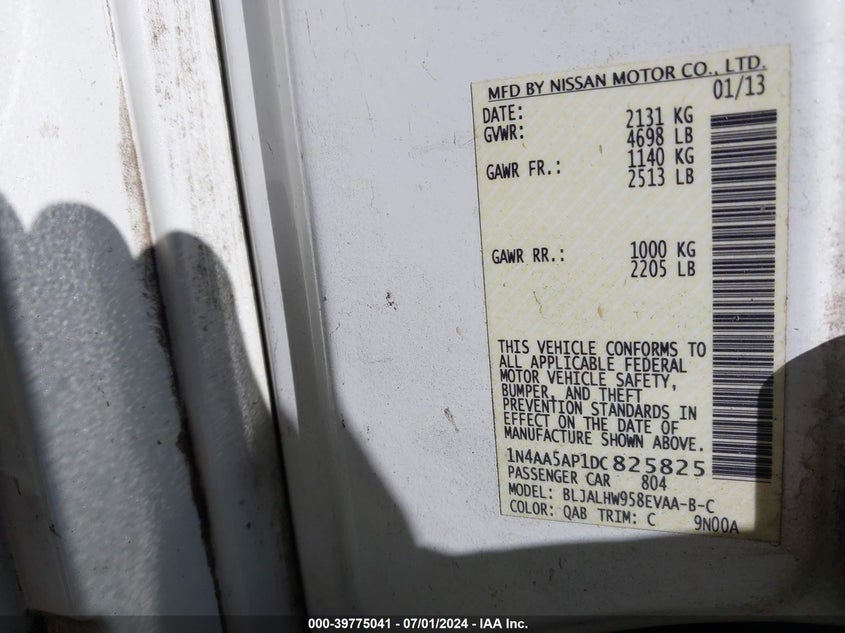 MFD BY NISSAN MOTOR CO., LTD.
DATE: 01/13
GVWR: 2131 KG
4698 LB
GAWR FR.: 1140 KG
2513 LB
GAWR RR.: 1000 KG
2205 LB
THIS VEHICLE CONFORMS TO
ALL APPLICABLE FEDERAL
MOTOR VEHICLE SAFETY,
BUMPER, AND THEFT
PREVENTION STANDARDS IN
EFFECT ON THE DATE OF
MANUFACTURE SHOWN ABOVE.
1N4AA5AP1DC825825
PASSENGER CAR 804
MODEL: BLJALHW958EVAA-B-C
COLOR: QAB TRIM: C 9N00A
000-39775041 - 07/01/2024 - IAA Inc.